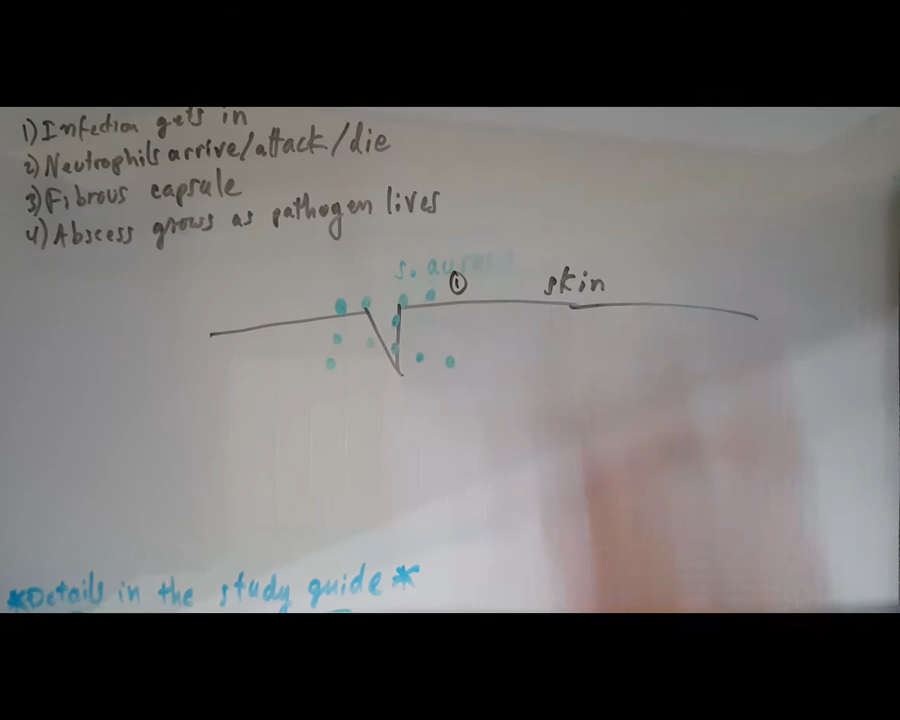 1) Infection gets in
2) Neutrophils arrive/attack/die
3) Fibrous capsule
4) Abscess grows as pathogen lives
s.
① skin
*Details in the study guide*